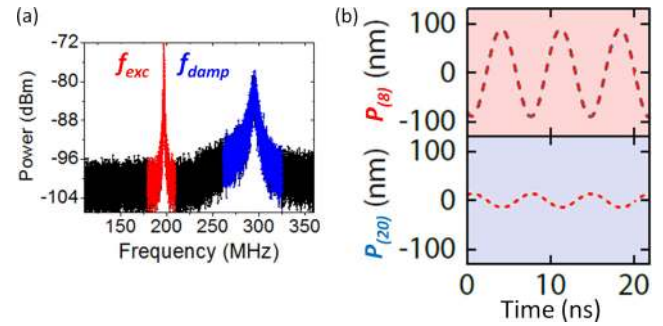 (a)
-72
-80
-88
-96
-104
Power (dBm)
f_exc f_damp
150 200 250 300 350
Frequency (MHz)
(b)
100
0
-100
P_(8) (nm)
100
0
-100
P_(20) (nm)
0 10 20
Time (ns)